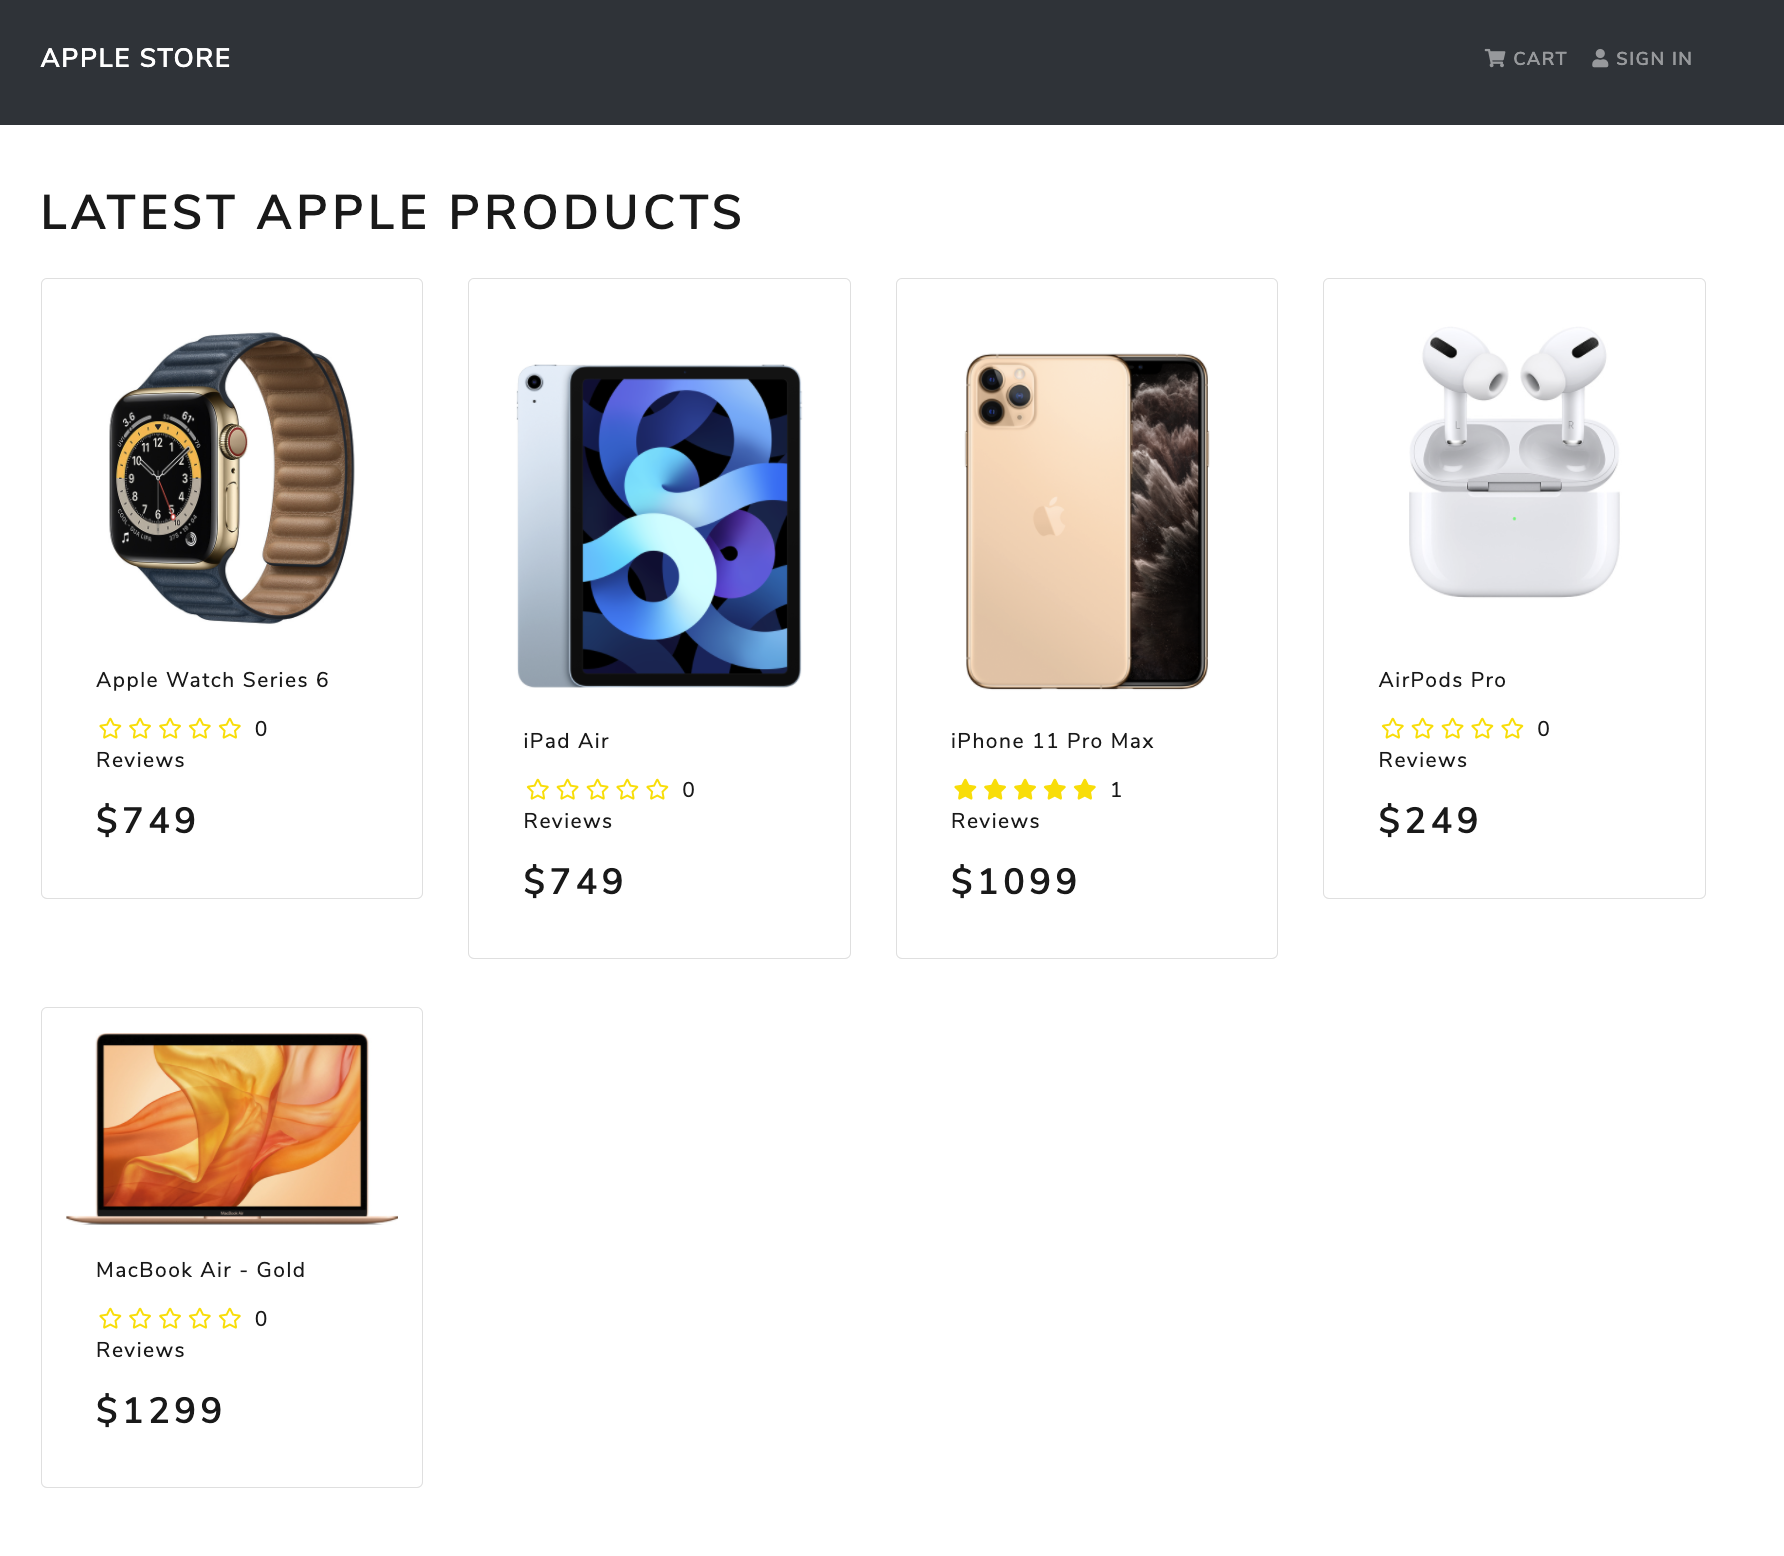 APPLE STORE
CART
SIGN IN
LATEST APPLE PRODUCTS
Apple Watch Series 6
0
Reviews
$749
iPad Air
0
Reviews
$749
iPhone 11 Pro Max
1
Reviews
$1099
L R
AirPods Pro
0
Reviews
$249
MacBook Air
MacBook Air - Gold
0
Reviews
$1299